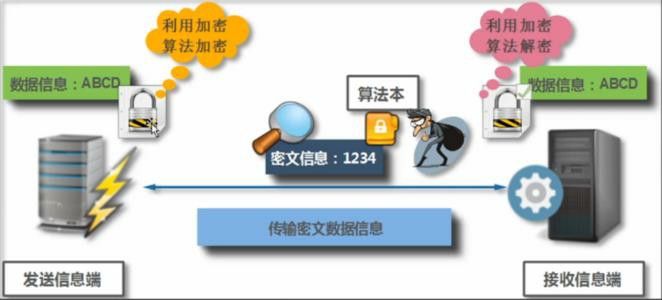 利用加密
算法加密
利用加密
算法解密
数据信息：ABCD
算法本
数据信息：ABCD
密文信息：1234
传输密文数据信息
发送信息端
接收信息端